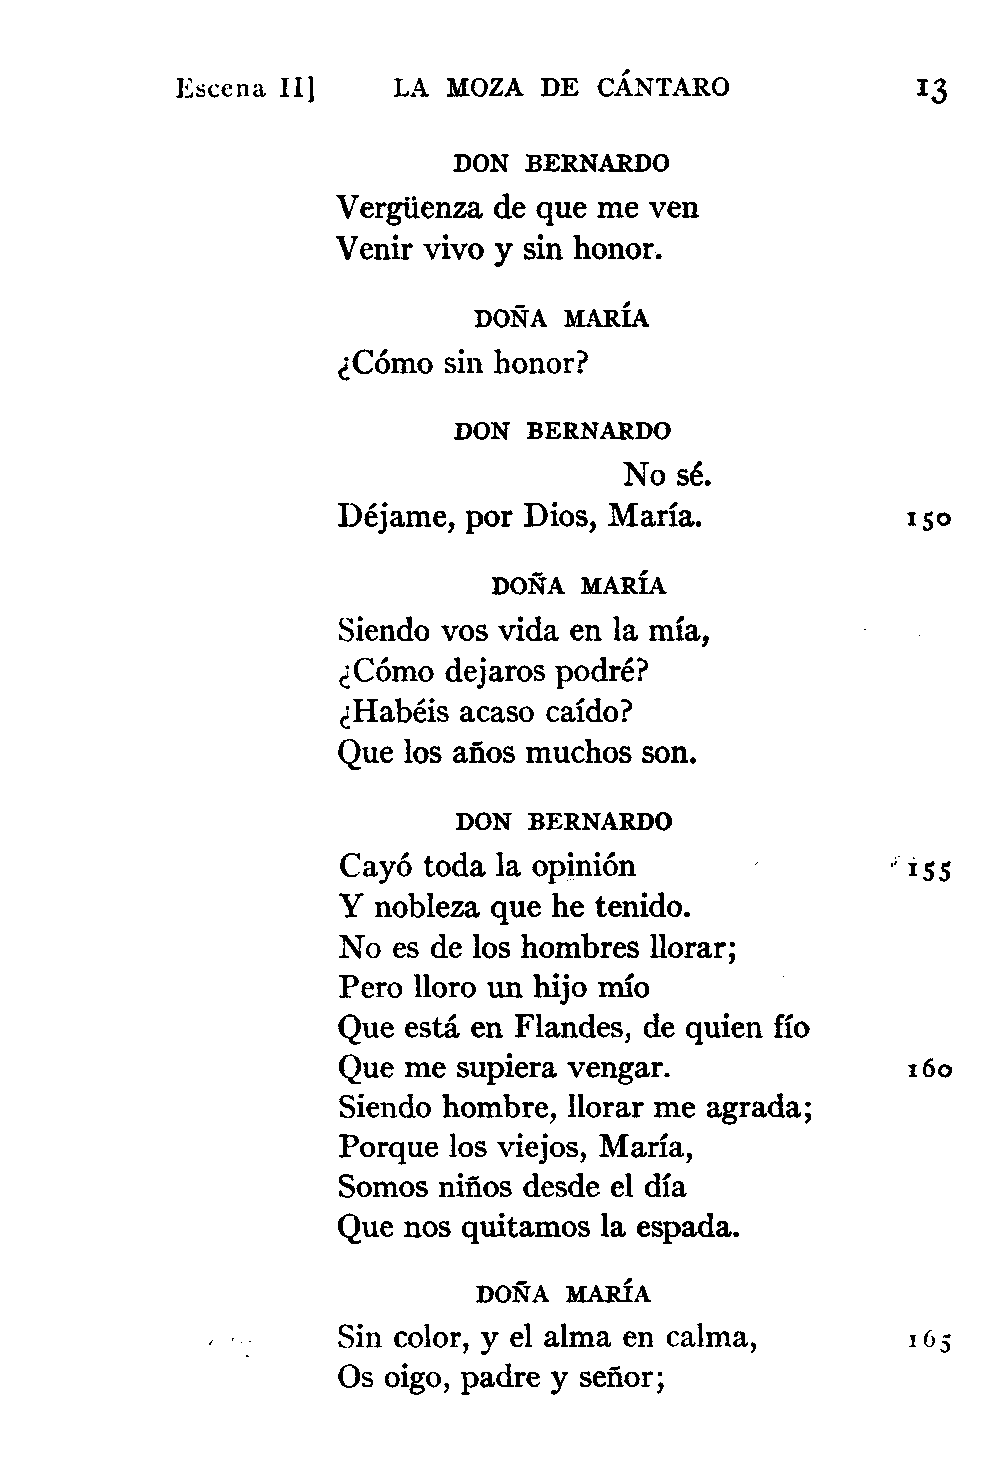 Escena II] LA MOZA DE CÁNTARO 13
DON BERNARDO
Vergüenza de que me ven
Venir vivo y sin honor.
DOÑA MARÍA
¿Cómo sin honor?
DON BERNARDO
No sé.
Déjame, por Dios, María. 150
DOÑA MARÍA
Siendo vos vida en la mía,
¿Cómo dejaros podré?
¿Habéis acaso caído?
Que los años muchos son.
DON BERNARDO
Cayó toda la opinión 155
Y nobleza que he tenido.
No es de los hombres llorar;
Pero lloro un hijo mío
Que está en Flandes, de quien fío
Que me supiera vengar. 160
Siendo hombre, llorar me agrada;
Porque los viejos, María,
Somos niños desde el día
Que nos quitamos la espada.
DOÑA MARÍA
Sin color, y el alma en calma, 165
Os oigo, padre y señor;